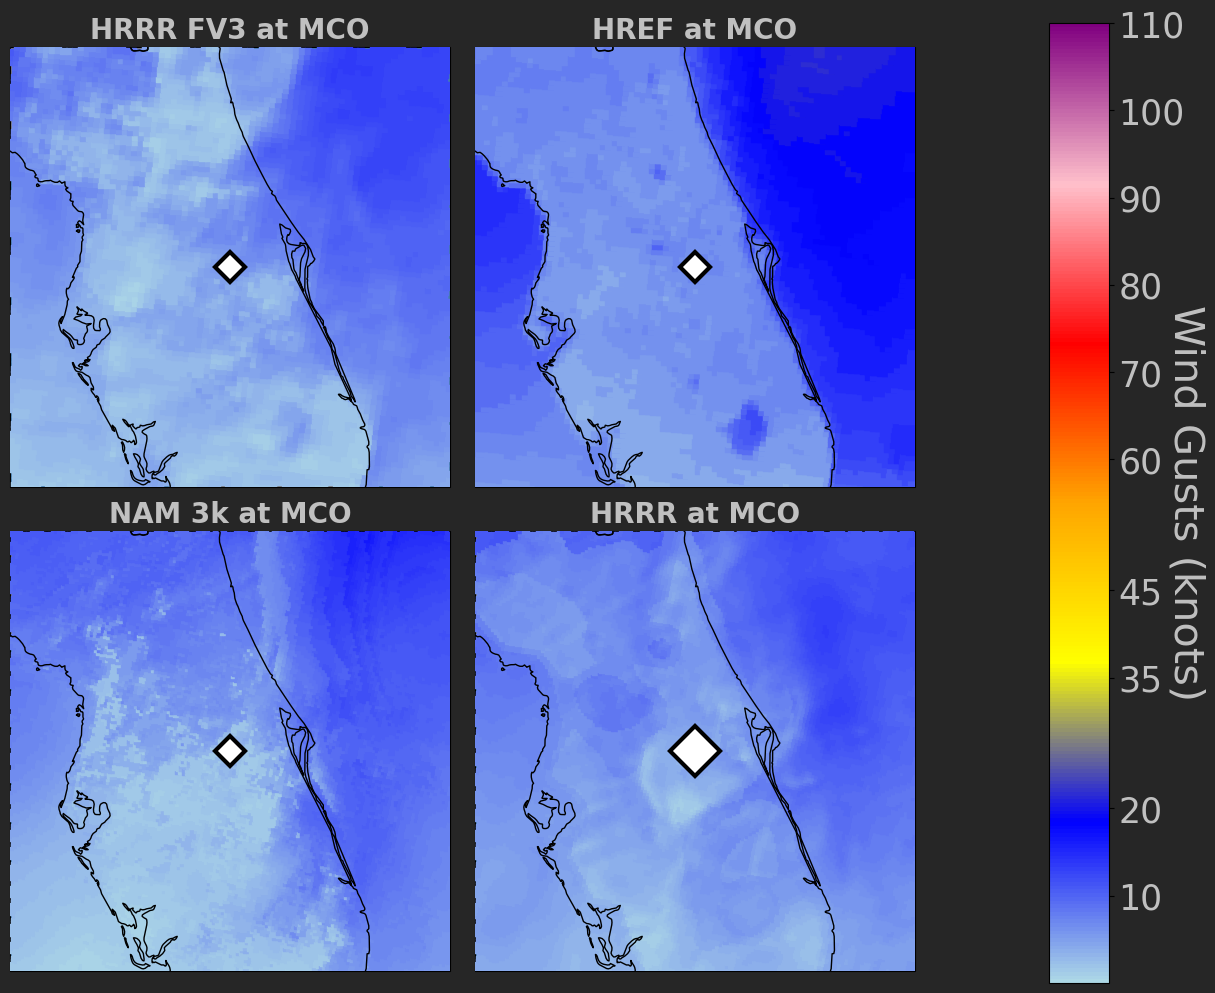 HRRR FV3 at MCO
HREF at MCO
NAM 3k at MCO
HRRR at MCO
110
100
90
80
70
60
45
35
20
10
Wind Gusts (knots)